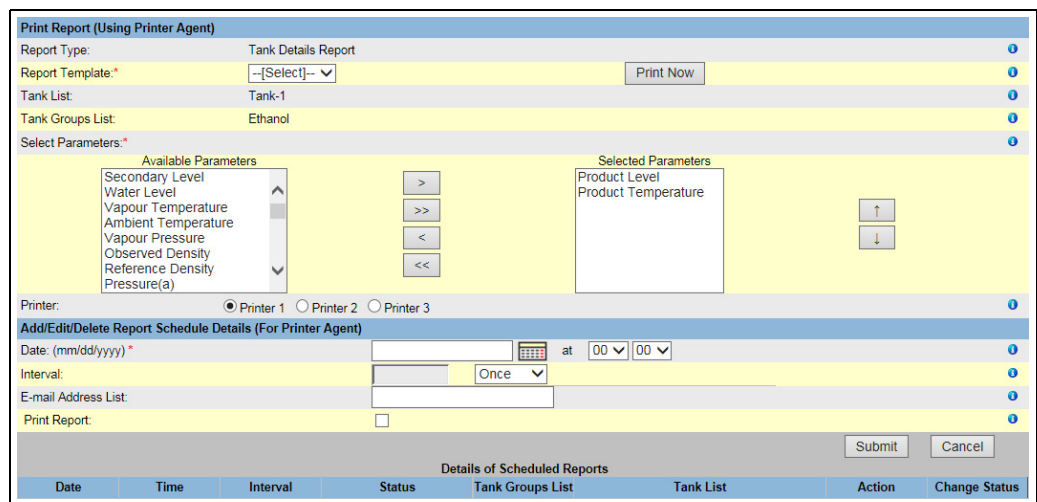 Print Report (Using Printer Agent)
Report Type: Tank Details Report
Report Template:* --[Select]-- Print Now
Tank List: Tank-1
Tank Groups List: Ethanol
Select Parameters:*
Available Parameters Selected Parameters
Secondary Level > Product Level
Water Level Product Temperature
Vapour Temperature >>
Ambient Temperature ↑
Vapour Pressure < ↓
Observed Density
Reference Density <<
Pressure(a)
Printer: Printer 1 Printer 2 Printer 3
Add/Edit/Delete Report Schedule Details (For Printer Agent)
Date: (mm/dd/yyyy) * at 00 00
Interval: Once
E-mail Address List:
Print Report:
Submit Cancel
Details of Scheduled Reports
Date Time Interval Status Tank Groups List Tank List Action Change Status